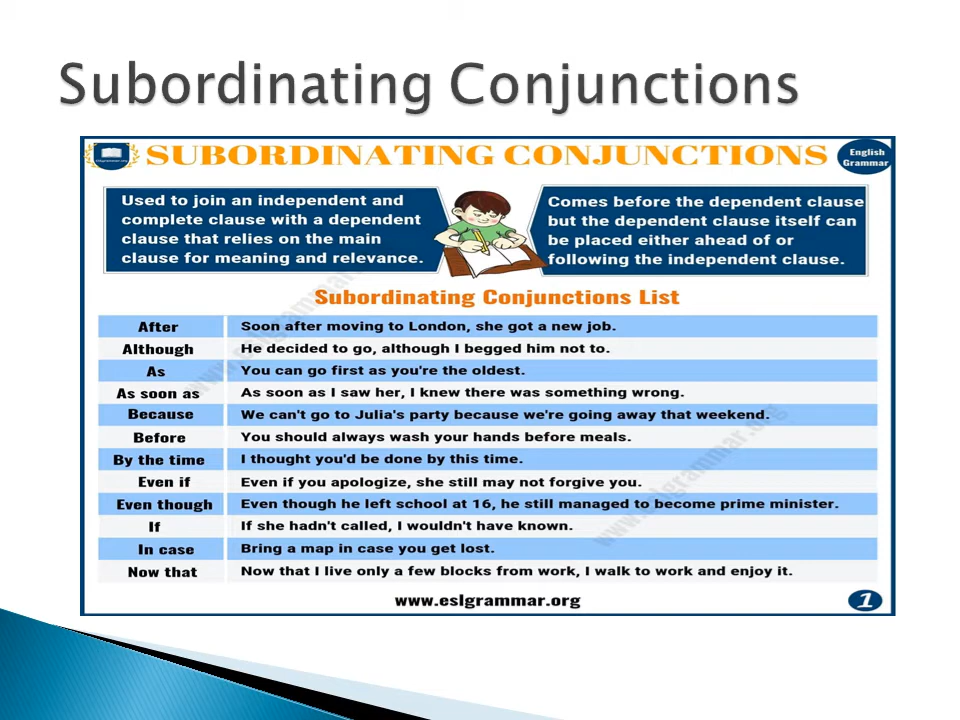 Subordinating Conjunctions
SUBORDINATING CONJUNCTIONS
English
Grammar
Used to join an independent and
complete clause with a dependent
clause that relies on the main
clause for meaning and relevance.
Comes before the dependent clause
but the dependent clause itself can
be placed either ahead of or
following the independent clause.
Subordinating Conjunctions List
After Soon after moving to London, she got a new job.
Although He decided to go, although I begged him not to.
As You can go first as you're the oldest.
As soon as As soon as I saw her, I knew there was something wrong.
Because We can't go to Julia's party because we're going away that weekend.
Before You should always wash your hands before meals.
By the time I thought you'd be done by this time.
Even if Even if you apologize, she still may not forgive you.
Even though Even though he left school at 16, he still managed to become prime minister.
If If she hadn't called, I wouldn't have known.
In case Bring a map in case you get lost.
Now that Now that I live only a few blocks from work, I walk to work and enjoy it.
www.eslgrammar.org
www.eslgrammar.org
www.eslgrammar.org
1